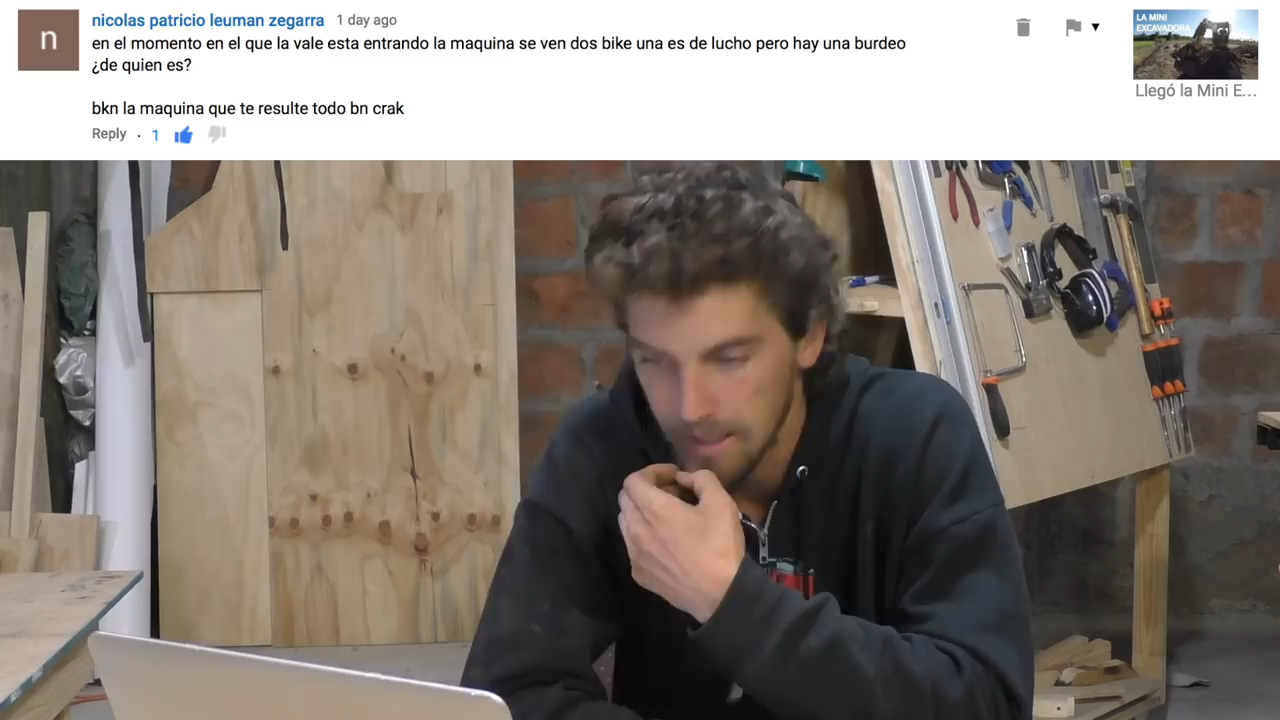 n
nicolas patricio leuman zegarra 1 day ago
en el momento en el que la vale esta entrando la maquina se ven dos bike una es de lucho pero hay una burdeo
¿de quien es?
bkn la maquina que te resulte todo bn crak
Reply · 1
LA MINI
EXCAVADORA
Llegó la Mini E...